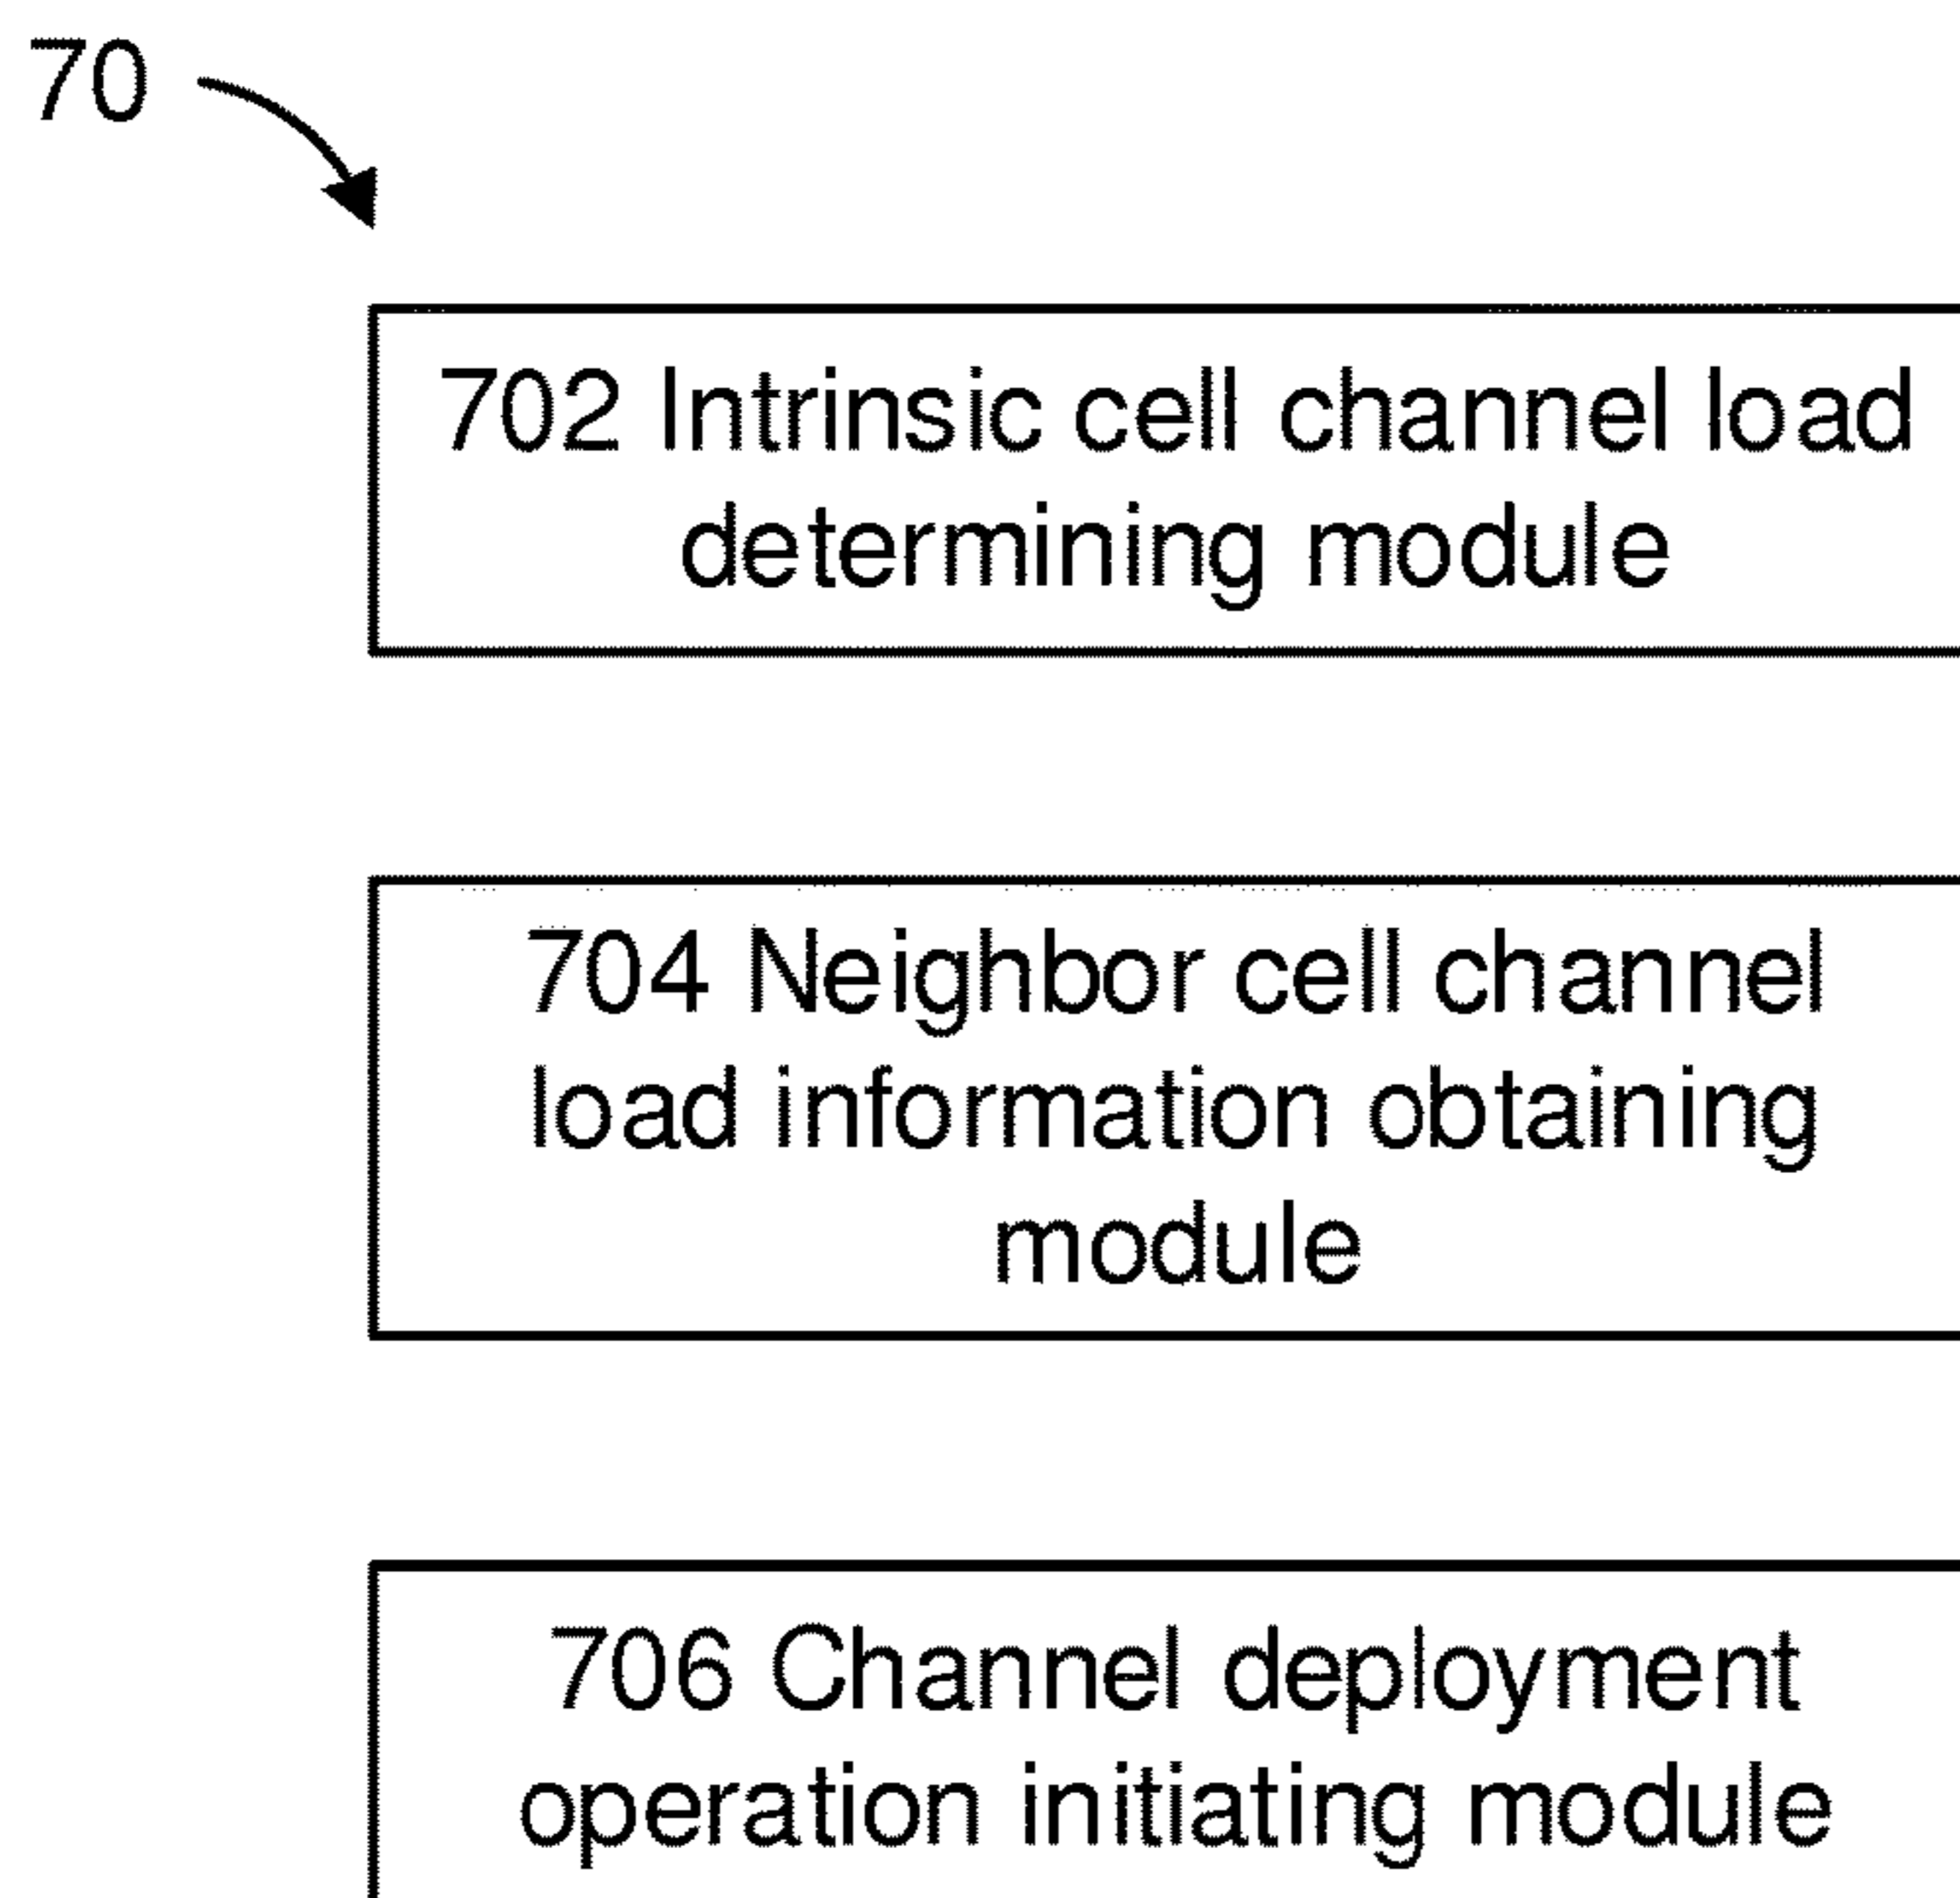 70
702 Intrinsic cell channel load
determining module
704 Neighbor cell channel
load information obtaining
module
706 Channel deployment
operation initiating module